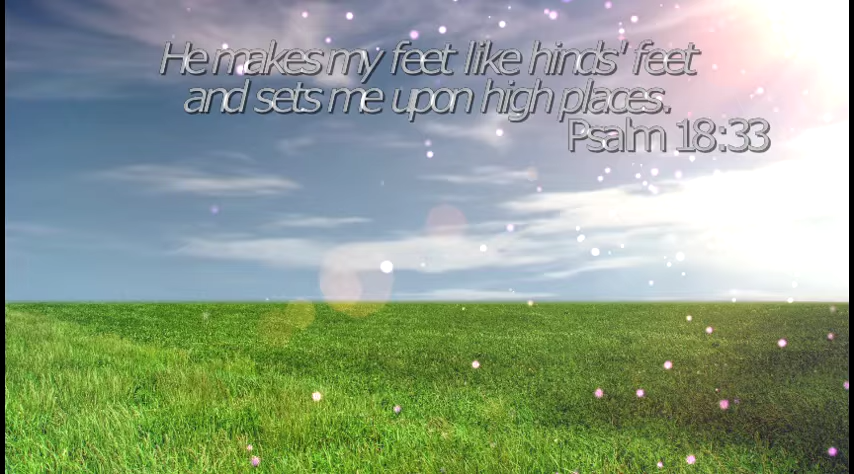 He makes my feet like hinds' feet
and sets me upon high places.
Psalm 18:33